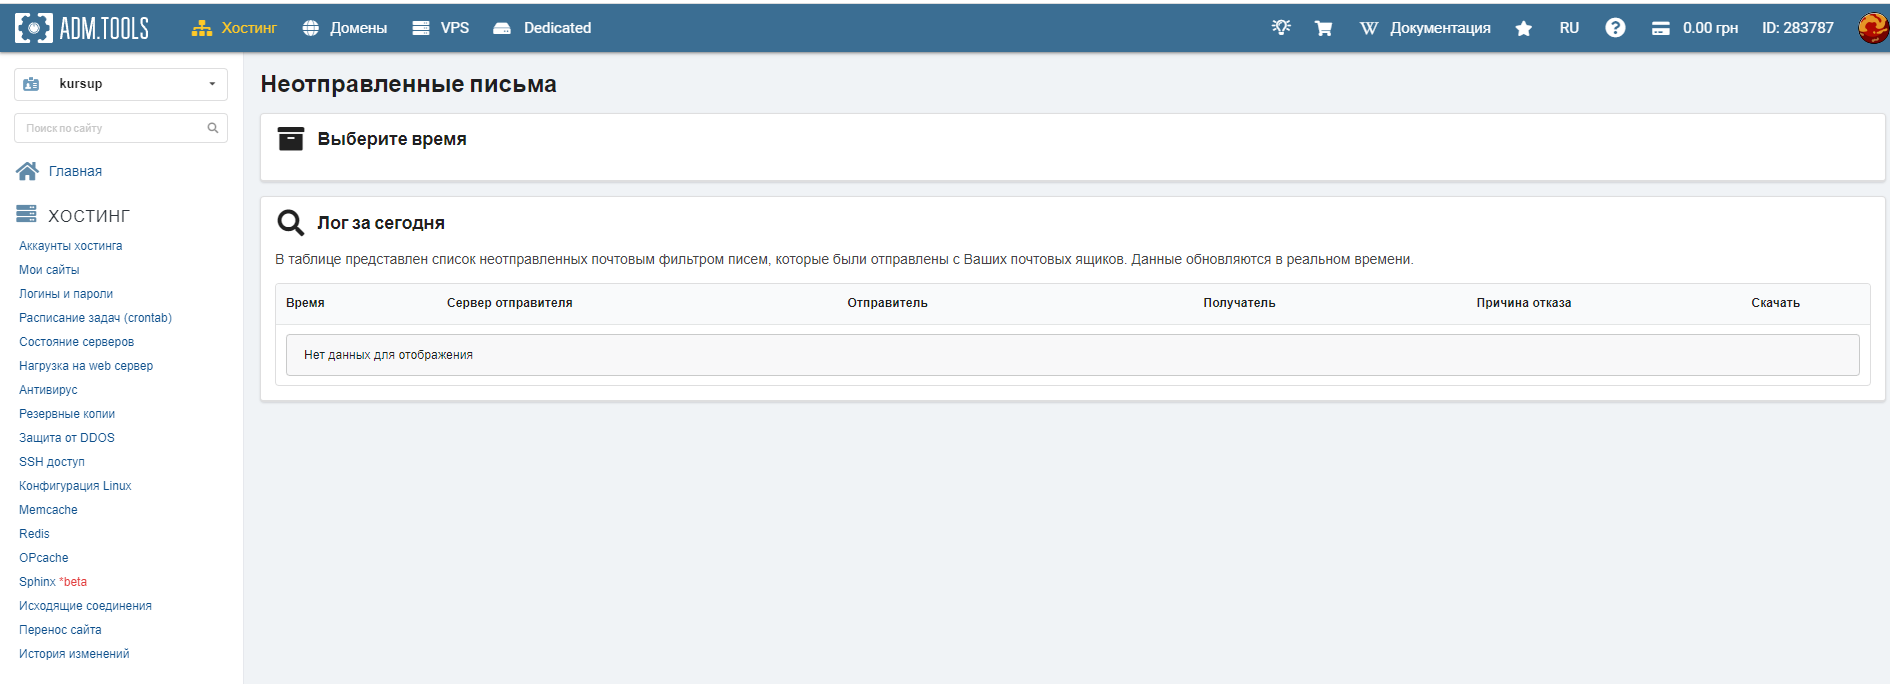 ADM.TOOLS Хостинг Домены VPS Dedicated W Документация RU ? 0.00 грн ID: 283787
kursup
Поиск по сайту
Главная
ХОСТИНГ
Аккаунты хостинга
Мои сайты
Логины и пароли
Расписание задач (crontab)
Состояние серверов
Нагрузка на web сервер
Антивирус
Резервные копии
Защита от DDOS
SSH доступ
Конфигурация Linux
Memcache
Redis
OPcache
Sphinx *beta
Исходящие соединения
Перенос сайта
История изменений
Неотправленные письма
Выберите время
Лог за сегодня
В таблице представлен список неотправленных почтовым фильтром писем, которые были отправлены с Ваших почтовых ящиков. Данные обновляются в реальном времени.
Время Сервер отправителя Отправитель Получатель Причина отказа Скачать
Нет данных для отображения